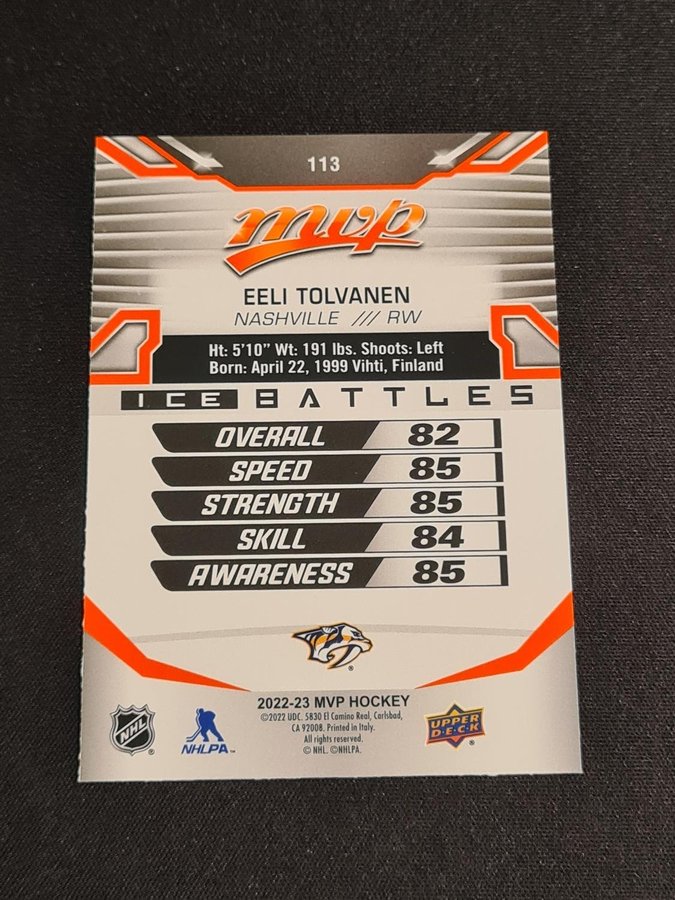 113
mvp
EELI TOLVANEN
NASHVILLE /// RW
Ht: 5'10" Wt: 191 lbs. Shoots: Left
Born: April 22, 1999 Vihti, Finland
ICE BATTLES
OVERALL 82
SPEED 85
STRENGTH 85
SKILL 84
AWARENESS 85
®
2022-23 MVP HOCKEY
©2022 UDC. 5830 El Camino Real, Carlsbad,
CA 92008. Printed in Italy.
All rights reserved.
© NHL. ©NHLPA.
NHL ®
NHLPA™
UPPER DECK ®